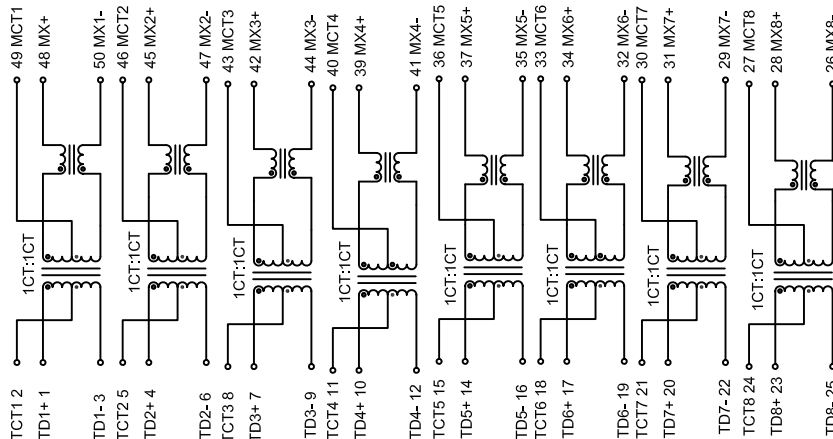 49 MCT1
48 MX+
50 MX1-
46 MCT2
45 MX2+
47 MX2-
43 MCT3
42 MX3+
44 MX3-
40 MCT4
39 MX4+
41 MX4-
36 MCT5
37 MX5+
35 MX5-
33 MCT6
34 MX6+
32 MX6-
30 MCT7
31 MX7+
29 MX7-
27 MCT8
28 MX8+
26 MX8-
1CT:1CT
1CT:1CT
1CT:1CT
1CT:1CT
1CT:1CT
1CT:1CT
1CT:1CT
1CT:1CT
TCT1 2
TD1+ 1
TD1- 3
TCT2 5
TD2+ 4
TD2- 6
TCT3 8
TD3+ 7
TD3- 9
TCT4 11
TD4+ 10
TD4- 12
TCT5 15
TD5+ 14
TD5- 16
TCT6 18
TD6+ 17
TD6- 19
TCT7 21
TD7+ 20
TD7- 22
TCT8 24
TD8+ 23
TD8- 25